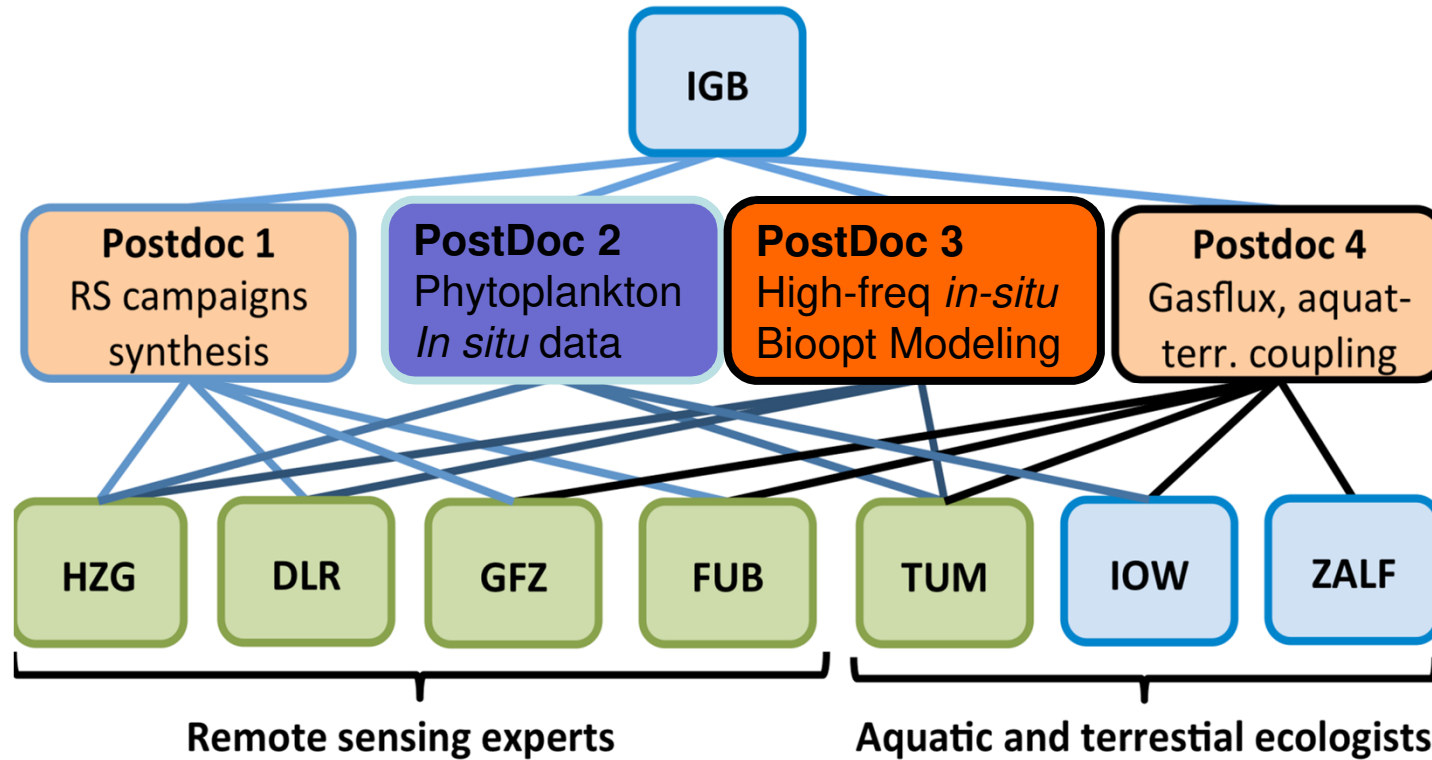 IGB
Postdoc 1
RS campaigns
synthesis
PostDoc 2
Phytoplankton
In situ data
PostDoc 3
High-freq in-situ
Bioopt Modeling
Postdoc 4
Gasflux, aquat-
terr. coupling
HZG
DLR
GFZ
FUB
TUM
IOW
ZALF
Remote sensing experts
Aquatic and terrestial ecologists